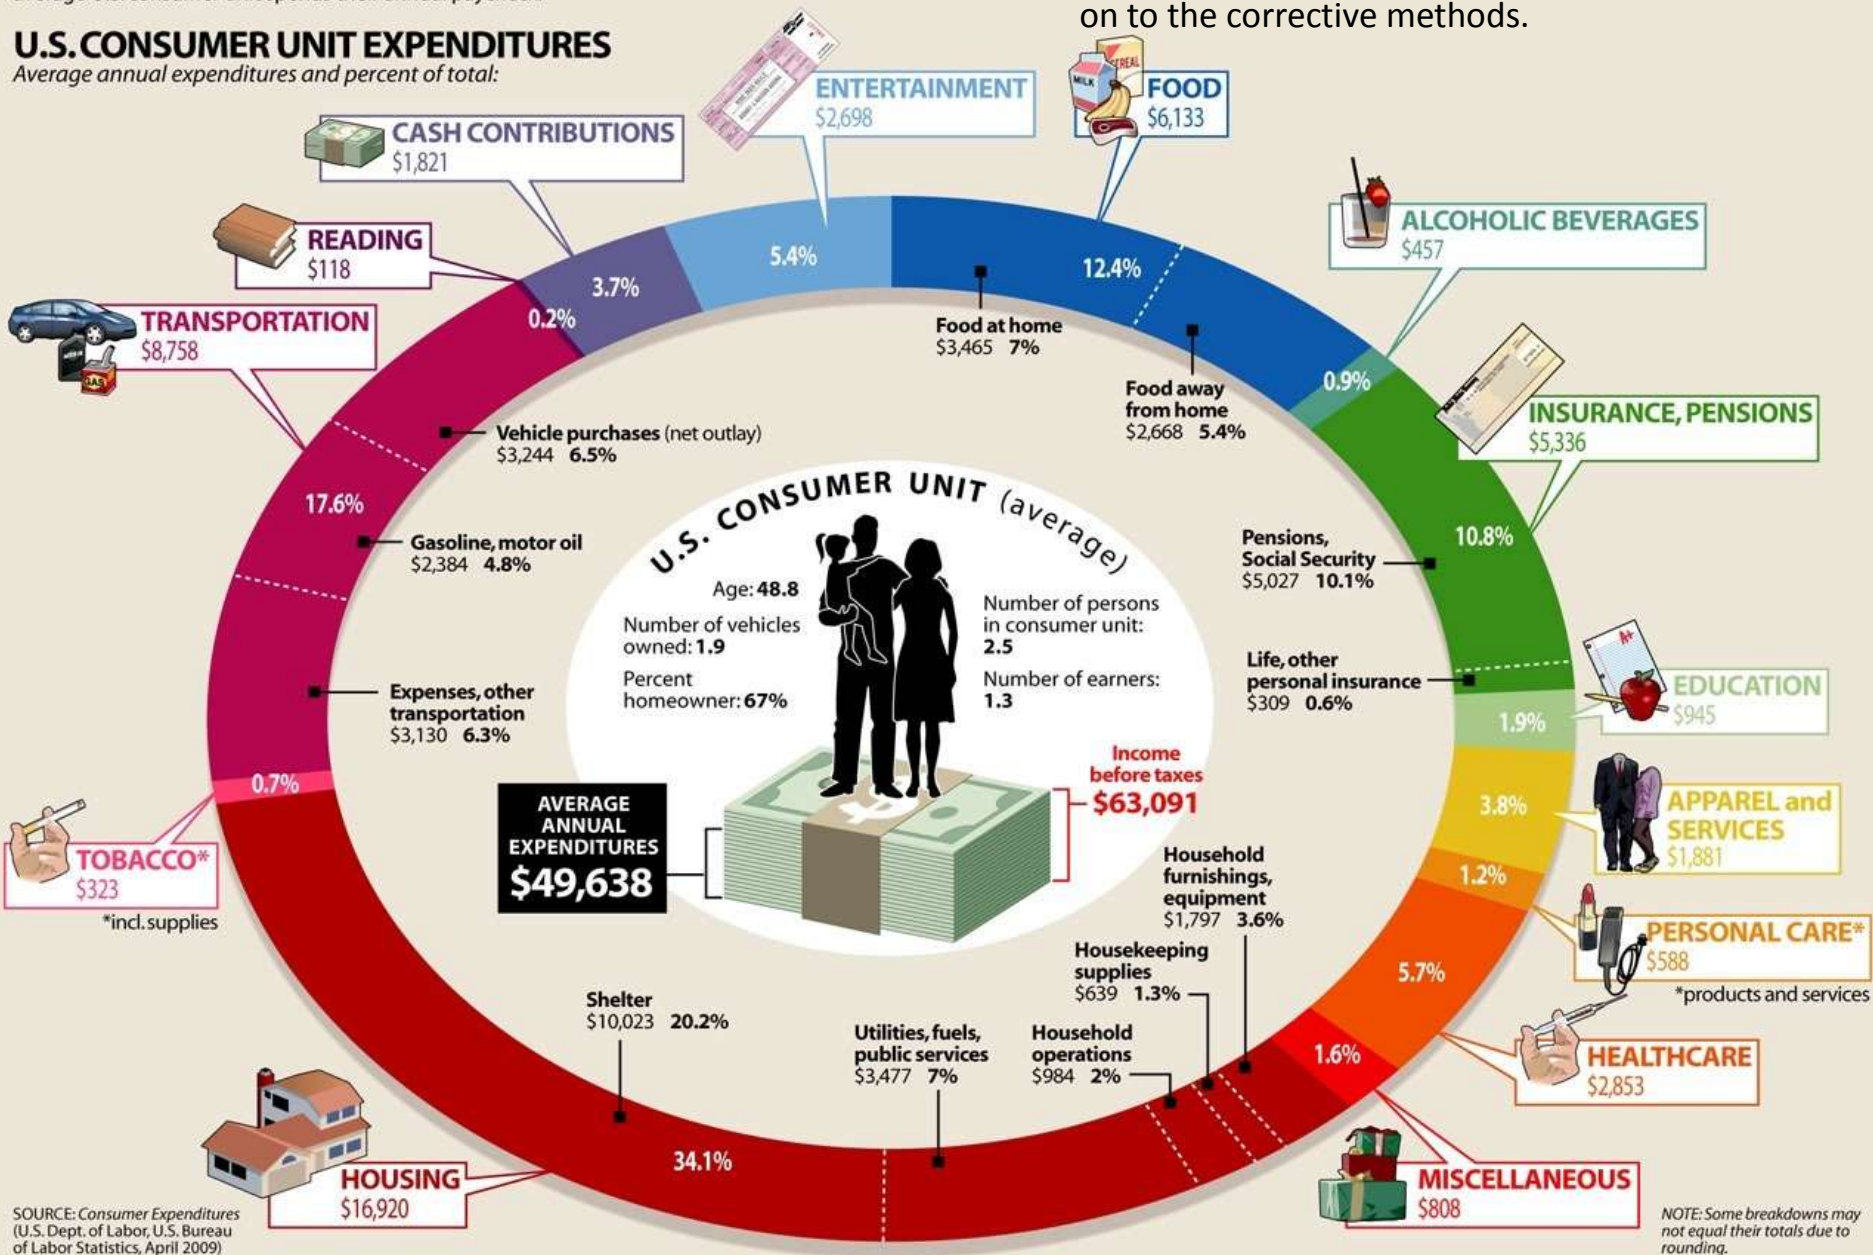 on to the corrective methods.
U.S. CONSUMER UNIT EXPENDITURES
Average annual expenditures and percent of total:
ENTERTAINMENT
$2,698
FOOD
$6,133
MILK
CASH CONTRIBUTIONS
$1,821
ALCOHOLIC BEVERAGES
$457
READING
$118
TRANSPORTATION
$8,758
GAS
INSURANCE, PENSIONS
$5,336
5.4%
12.4%
3.7%
0.2%
0.9%
Food at home
$3,465 7%
Food away
from home
$2,668 5.4%
Vehicle purchases (net outlay)
$3,244 6.5%
17.6%
Gasoline, motor oil
$2,384 4.8%
10.8%
Pensions,
Social Security
$5,027 10.1%
Life, other
personal insurance
$309 0.6%
Expenses, other
transportation
$3,130 6.3%
U.S. CONSUMER UNIT (average)
Age: 48.8
Number of vehicles
owned: 1.9
Percent
homeowner: 67%
Number of persons
in consumer unit:
2.5
Number of earners:
1.3
A+
EDUCATION
$945
1.9%
Income
before taxes
$63,091
AVERAGE
ANNUAL
EXPENDITURES
$49,638
0.7%
TOBACCO*
$323
*incl. supplies
3.8%
APPAREL and
SERVICES
$1,881
1.2%
PERSONAL CARE*
$588
*products and services
5.7%
HEALTHCARE
$2,853
Household
furnishings,
equipment
$1,797 3.6%
Housekeeping
supplies
$639 1.3%
Household
operations
$984 2%
Utilities, fuels,
public services
$3,477 7%
Shelter
$10,023 20.2%
1.6%
34.1%
HOUSING
$16,920
MISCELLANEOUS
$808
SOURCE: Consumer Expenditures
(U.S. Dept. of Labor, U.S. Bureau
of Labor Statistics, April 2009)
NOTE: Some breakdowns may
not equal their totals due to
rounding.